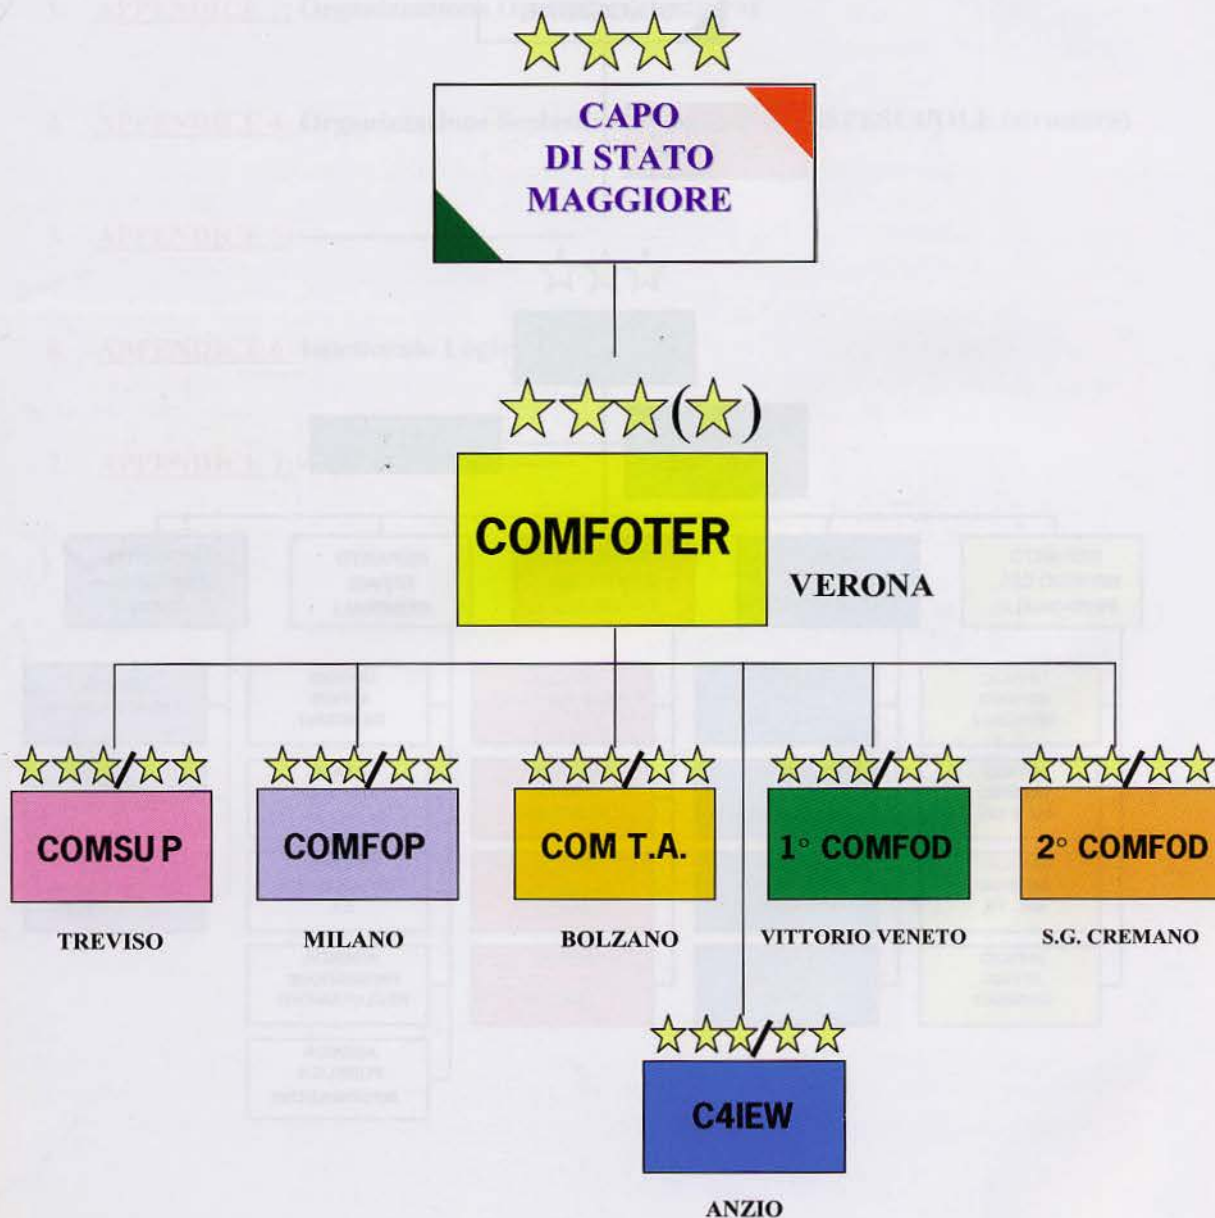 CAPO
DI STATO
MAGGIORE
( )
COMFOTER
VERONA
/ / / / /
COMSUP COMFOP COM T.A. 1° COMFOD 2° COMFOD
TREVISO MILANO BOLZANO VITTORIO VENETO S.G. CREMANO
/
C4IEW
ANZIO